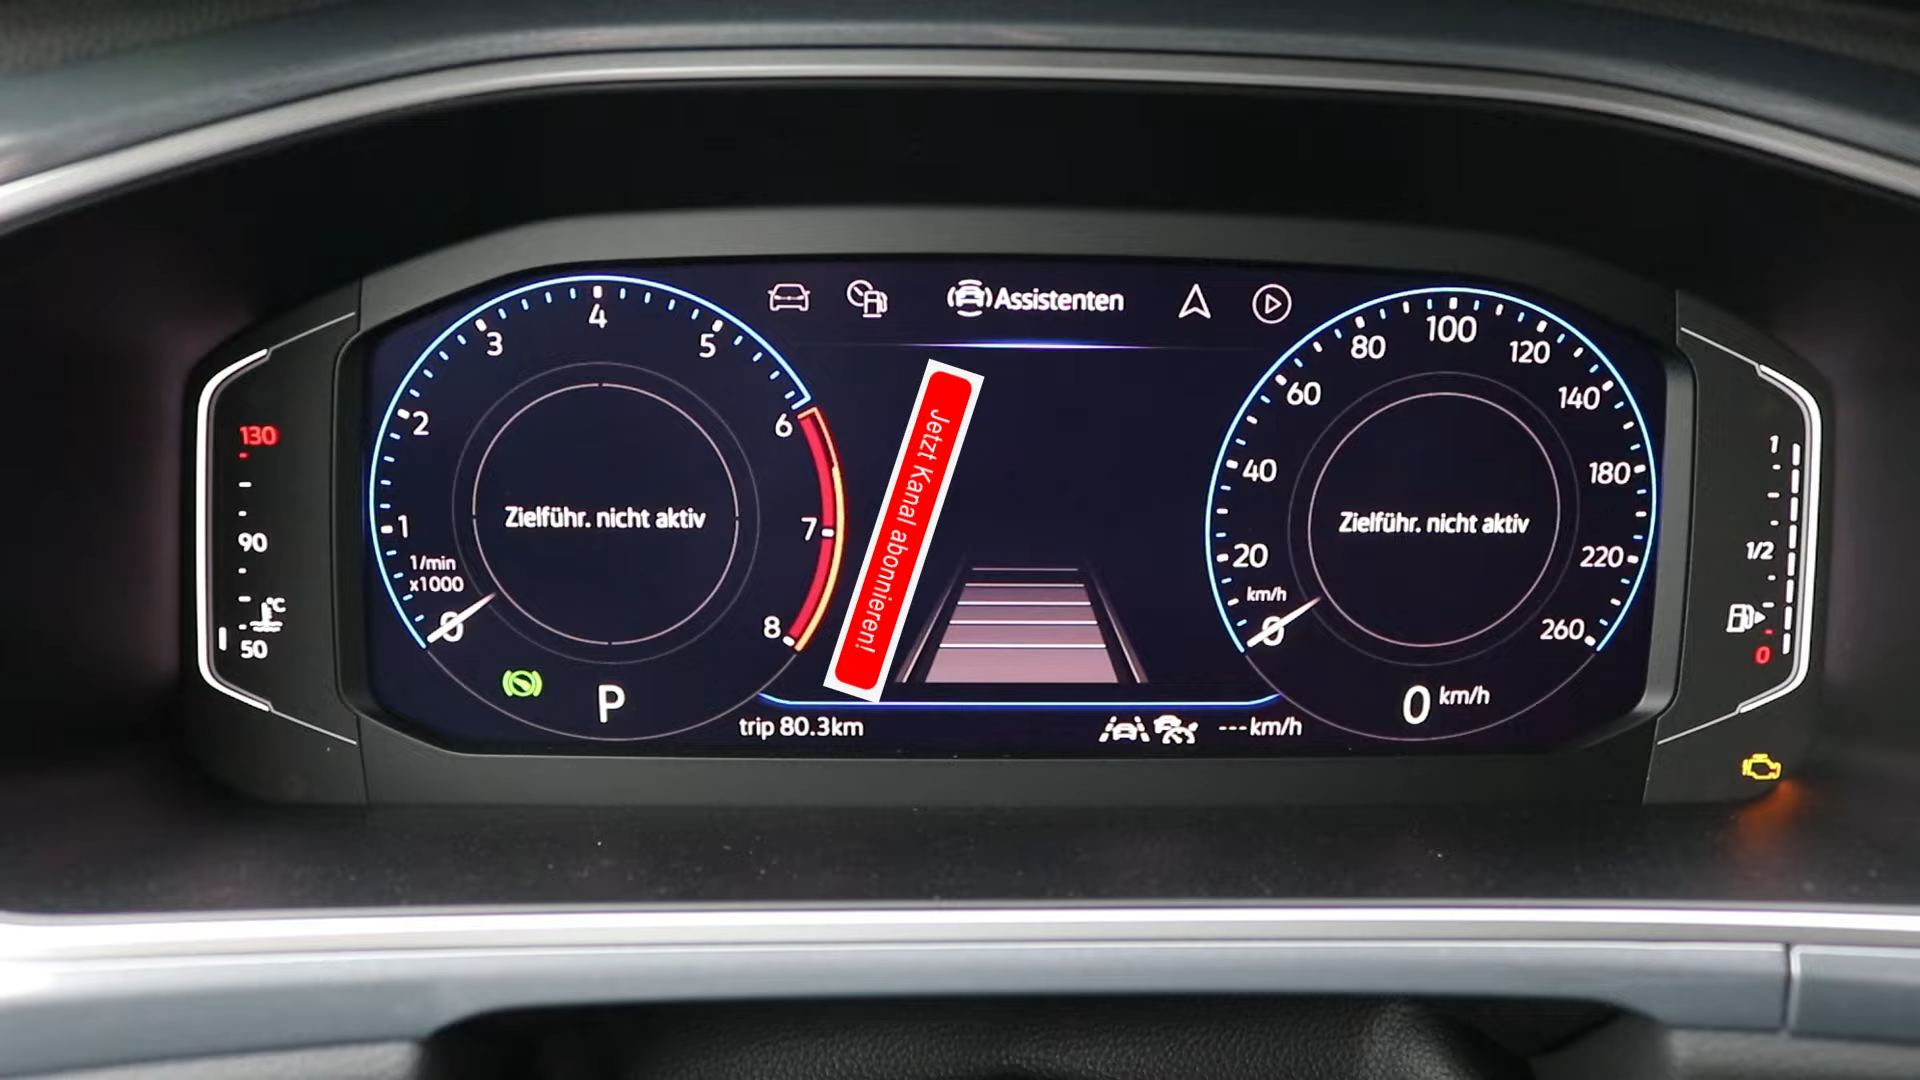 Assistenten
130
90
°C
50
1/min
x1000
0
1
2
3
4
5
6
7
8
Zielführ. nicht aktiv
P
Jetzt Kanal abonnieren!
trip 80.3km
--- km/h
0
20
40
60
80
100
120
140
180
220
260
km/h
Zielführ. nicht aktiv
0 km/h
1
1/2
0